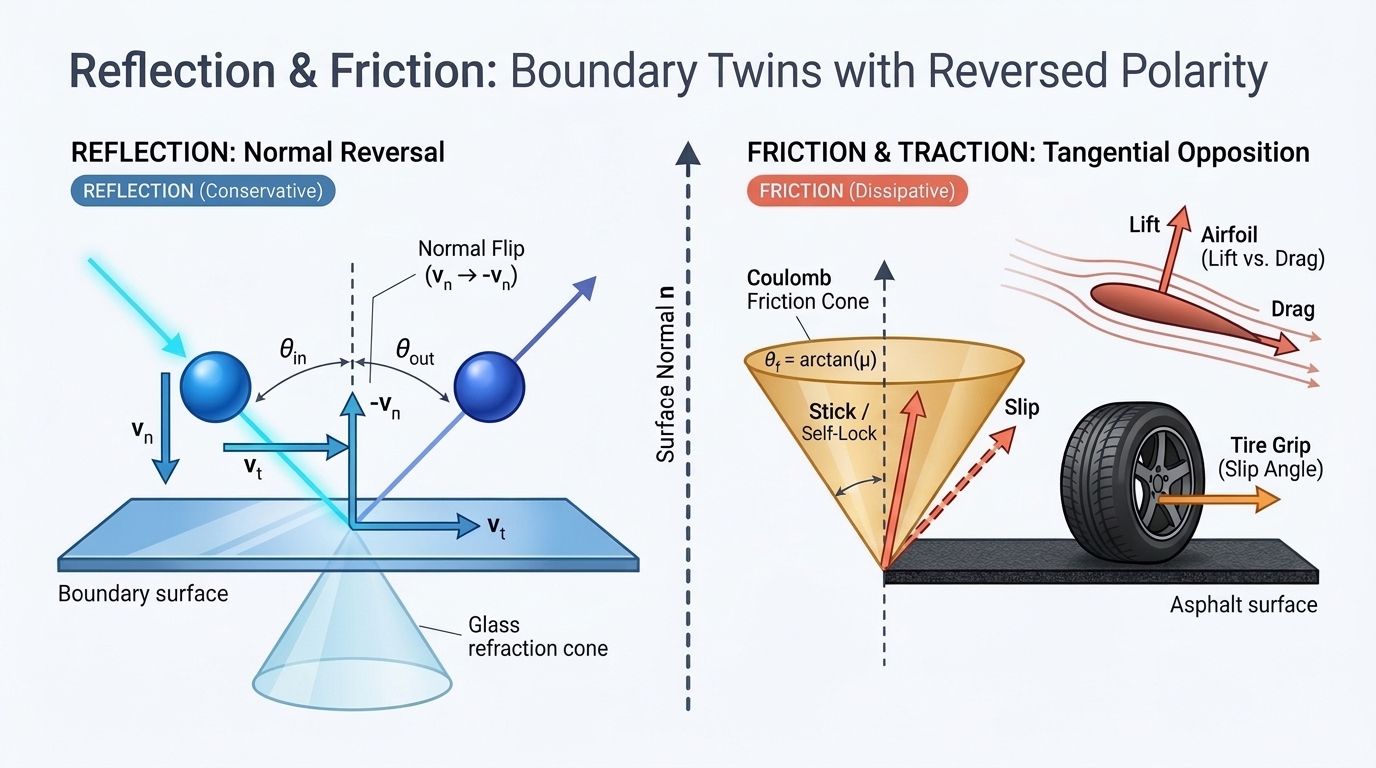 Reflection & Friction: Boundary Twins with Reversed Polarity
REFLECTION: Normal Reversal
REFLECTION (Conservative)
Normal Flip
(vn → -vn)
θin
θout
-vn
vn
vt
vt
Boundary surface
Glass
refraction cone
Surface Normal n
FRICTION & TRACTION: Tangential Opposition
FRICTION (Dissipative)
Lift
Airfoil
(Lift vs. Drag)
Drag
Coulomb
Friction Cone
θf = arctan(μ)
Stick /
Self-Lock
Slip
Tire Grip
(Slip Angle)
Asphalt surface